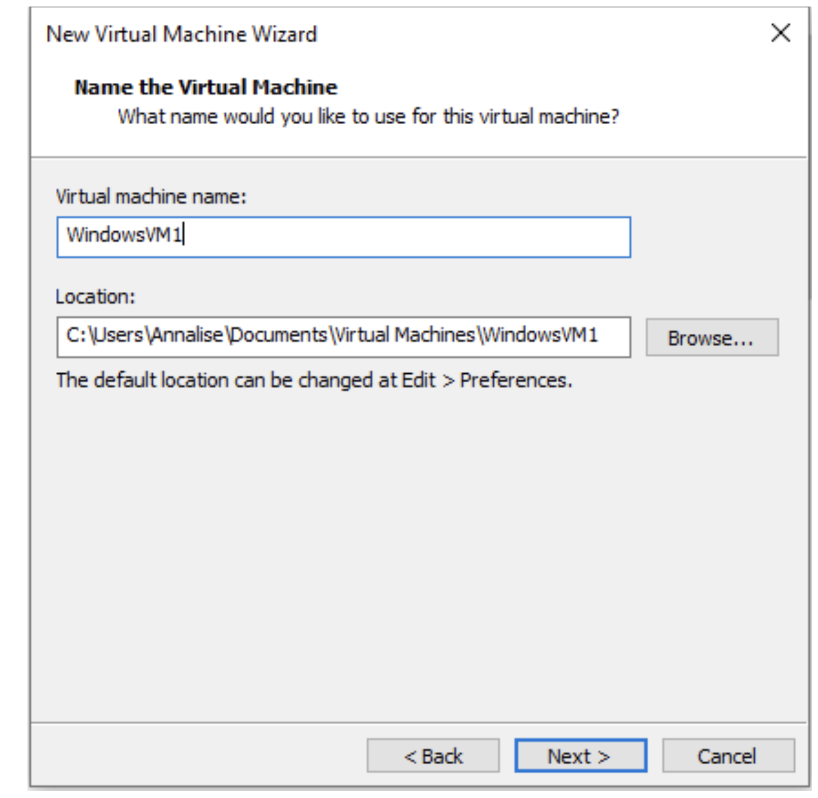 New Virtual Machine Wizard
Name the Virtual Machine
What name would you like to use for this virtual machine?
Virtual machine name:
WindowsVM1
Location:
C:\Users\Annalise\Documents\Virtual Machines\WindowsVM1
Browse...
The default location can be changed at Edit > Preferences.
< Back
Next >
Cancel